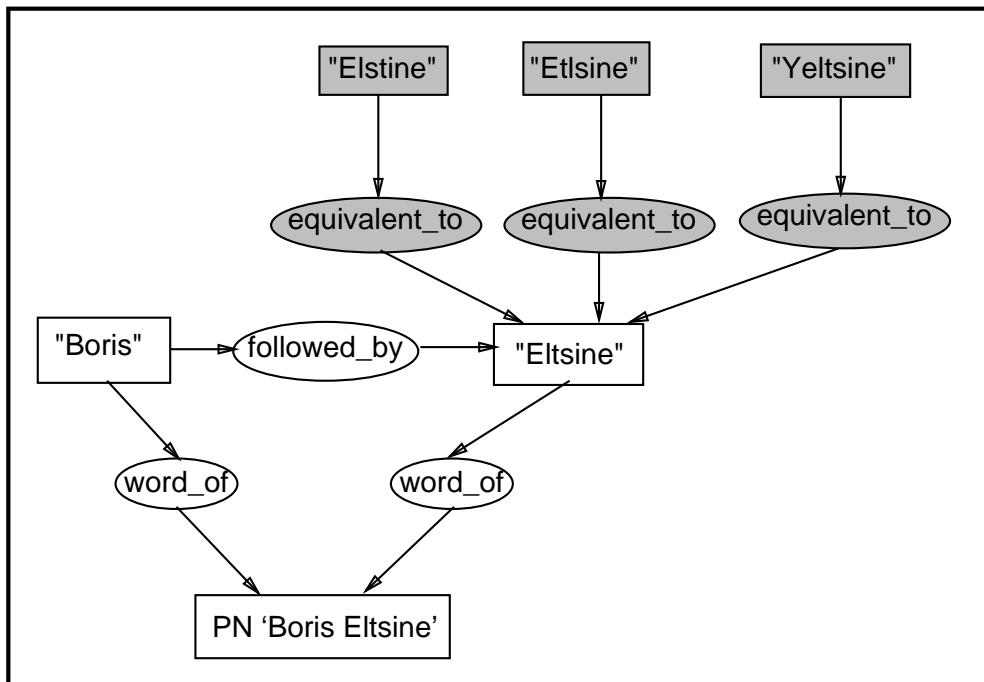 "Elstine"
"Etlsine"
"Yeltsine"
equivalent_to
equivalent_to
equivalent_to
"Boris"
followed_by
"Eltsine"
word_of
word_of
PN ‘Boris Eltsine’